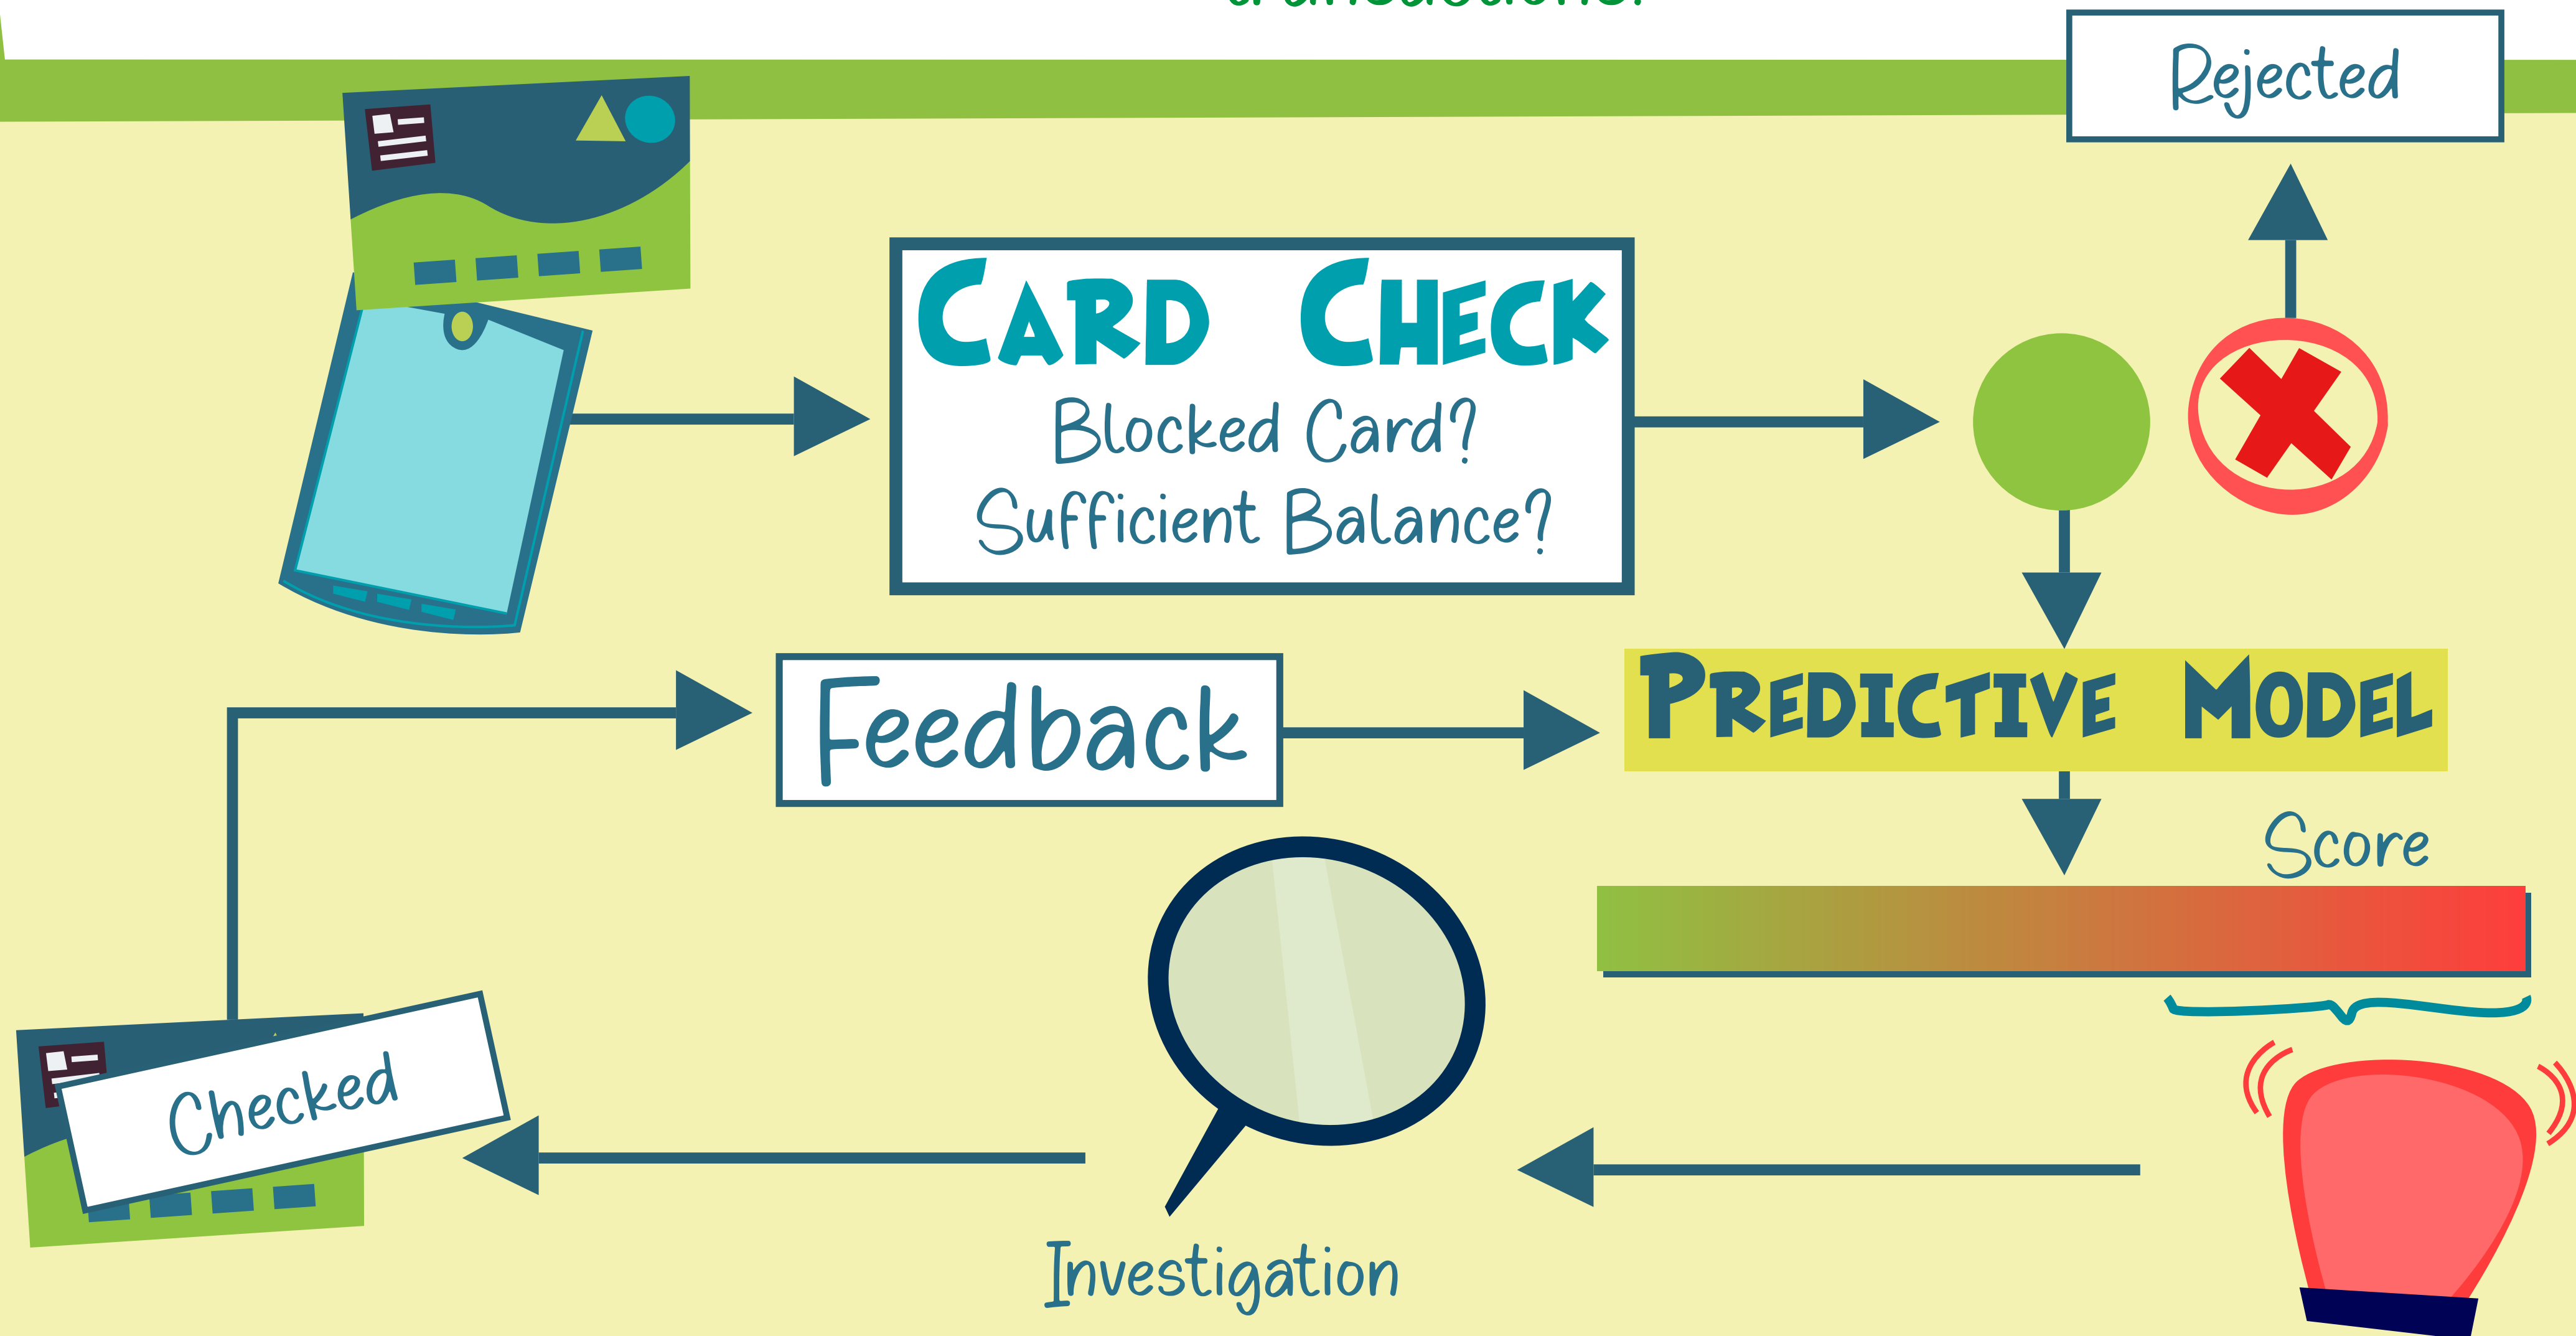 Rejected
Card Check
Blocked Card?
Sufficient Balance?
Feedback
Predictive Model
Score
Checked
Investigation